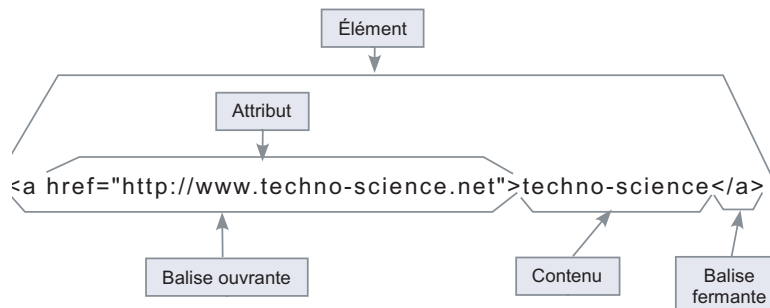 Élément
Attribut
<a href="http://www.techno-science.net">techno-science</a>
Balise ouvrante
Contenu
Balise
fermante